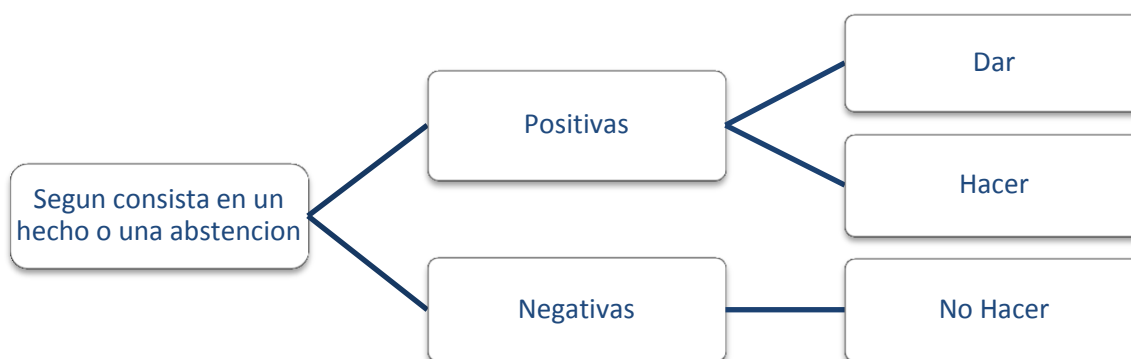 Segun consista en un
hecho o una abstencion
Positivas
Dar
Hacer
Negativas
No Hacer